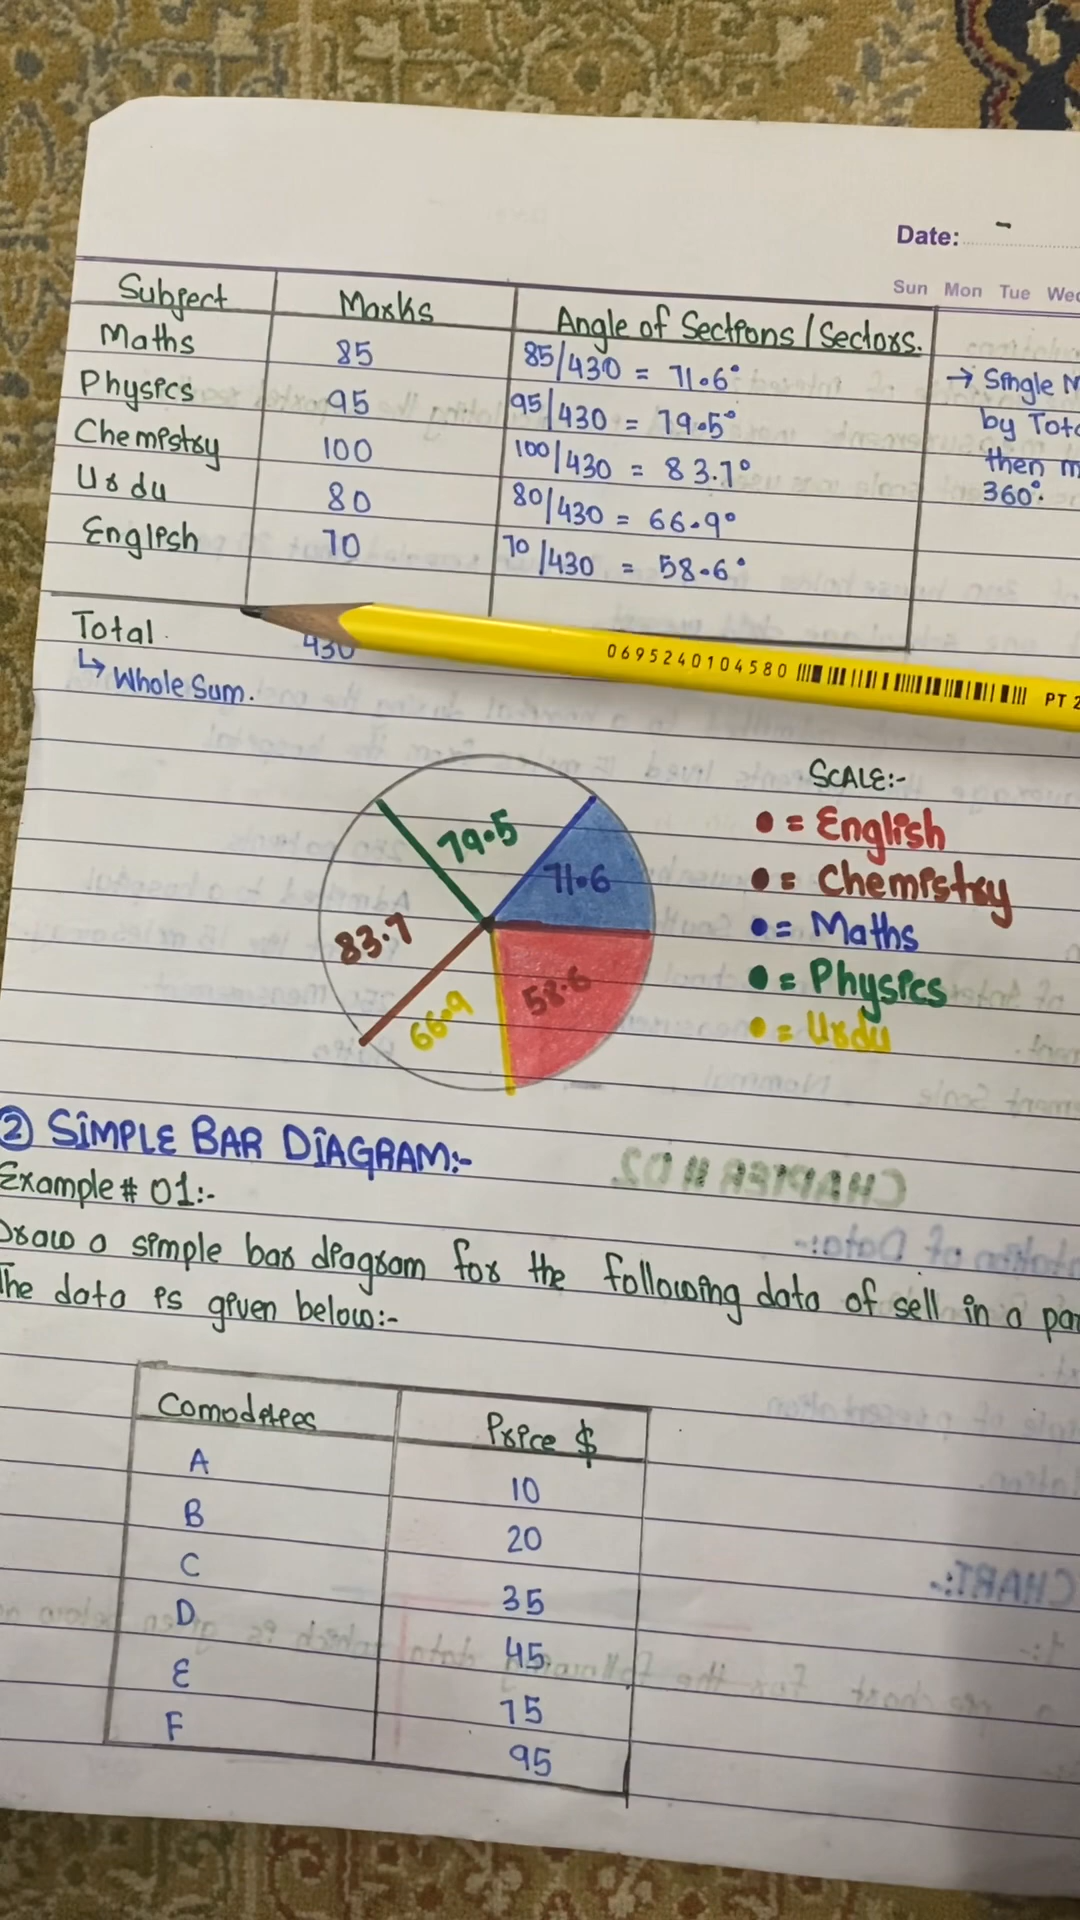 Date:
Sun Mon Tue Wed
Subject Marks Angle of Sections / Sectors.
Maths 85 85/430 = 71.6°
Physics 95 95/430 = 79.5°
Chemistry 100 100/430 = 83.7°
Urdu 80 80/430 = 66.9°
English 70 70/430 = 58.6°
→ Single
by
then
360°.
Total 430
↳ Whole Sum.
0695240104580 PT
SCALE:-
● = English
● = Chemistry
● = Maths
● = Physics
● = Urdu
79.5
71.6
83.7
66.9
58.6
② SIMPLE BAR DIAGRAM:-
Example # 01:-
Draw a simple bar diagram for the following data of sell in a
The data is given below:-
Comodities Price $
A 10
B 20
C 35
D 45
E 75
F 95